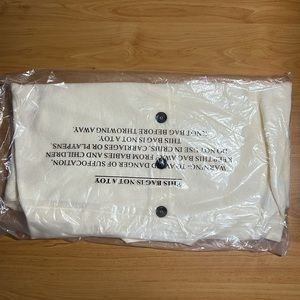 WARNING: TO AVOID DANGER OF SUFFOCATION,
KEEP THIS BAG AWAY FROM BABIES AND CHILDREN.
DO NOT USE IN CRIBS, CARRIAGES OR PLAYPENS.
THIS BAG IS NOT A TOY.
BAG BEFORE THROWING AWAY.
THIS BAG IS NOT A TOY